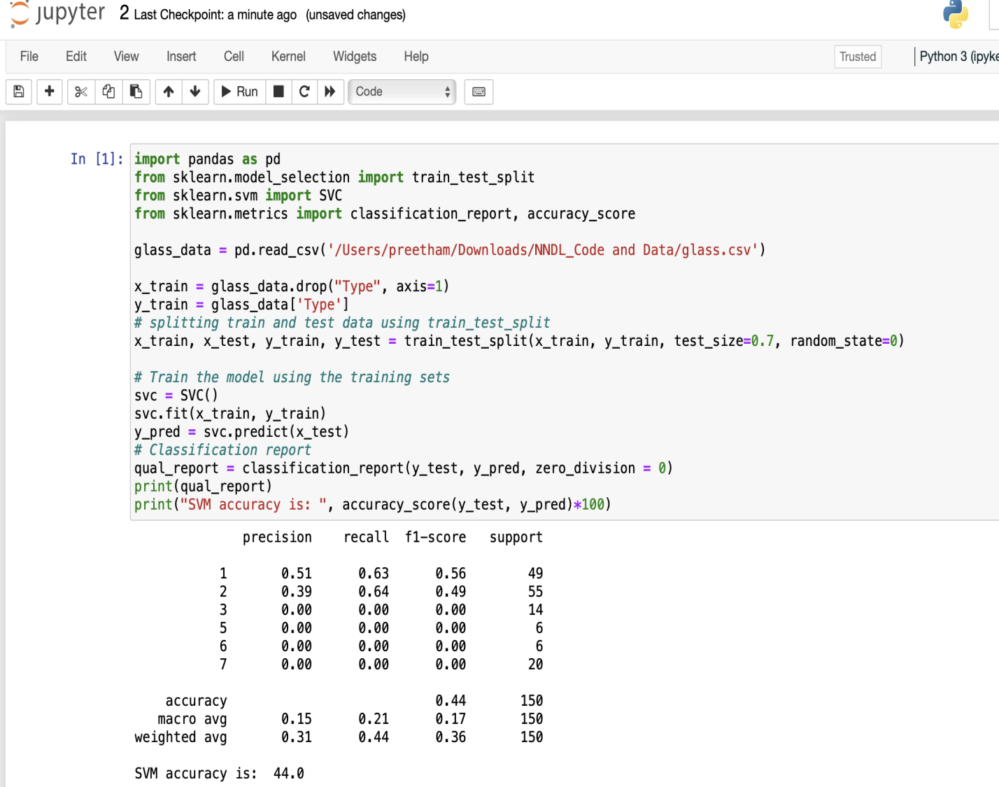 jupyter 2 Last Checkpoint: a minute ago (unsaved changes)
File Edit View Insert Cell Kernel Widgets Help Trusted Python 3 (ipyke
Run Code
In [1]: import pandas as pd
from sklearn.model_selection import train_test_split
from sklearn.svm import SVC
from sklearn.metrics import classification_report, accuracy_score
glass_data = pd.read_csv('/Users/preetham/Downloads/NNDL_Code and Data/glass.csv')
x_train = glass_data.drop("Type", axis=1)
y_train = glass_data['Type']
# splitting train and test data using train_test_split
x_train, x_test, y_train, y_test = train_test_split(x_train, y_train, test_size=0.7, random_state=0)
# Train the model using the training sets
svc = SVC()
svc.fit(x_train, y_train)
y_pred = svc.predict(x_test)
# Classification report
qual_report = classification_report(y_test, y_pred, zero_division = 0)
print(qual_report)
print("SVM accuracy is: ", accuracy_score(y_test, y_pred)*100)
precision recall f1-score support
1 0.51 0.63 0.56 49
2 0.39 0.64 0.49 55
3 0.00 0.00 0.00 14
5 0.00 0.00 0.00 6
6 0.00 0.00 0.00 6
7 0.00 0.00 0.00 20
accuracy 0.44 150
macro avg 0.15 0.21 0.17 150
weighted avg 0.31 0.44 0.36 150
SVM accuracy is: 44.0